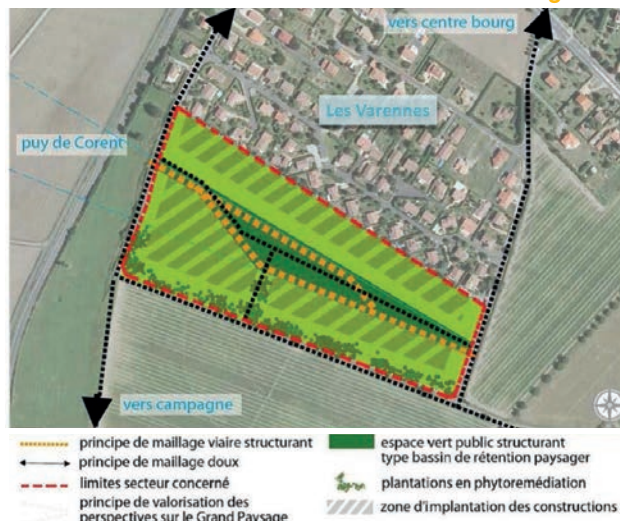 vers centre bourg
Les Varennes
puy de Corent
vers campagne
principe de maillage viaire structurant
principe de maillage doux
limites secteur concerné
principe de valorisation des
perspectives sur le Grand Paysage
espace vert public structurant
type bassin de rétention paysager
plantations en phytoremédiation
zone d'implantation des constructions